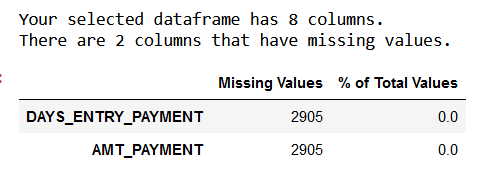 Your selected dataframe has 8 columns.
There are 2 columns that have missing values.
Missing Values % of Total Values
DAYS_ENTRY_PAYMENT 2905 0.0
AMT_PAYMENT 2905 0.0